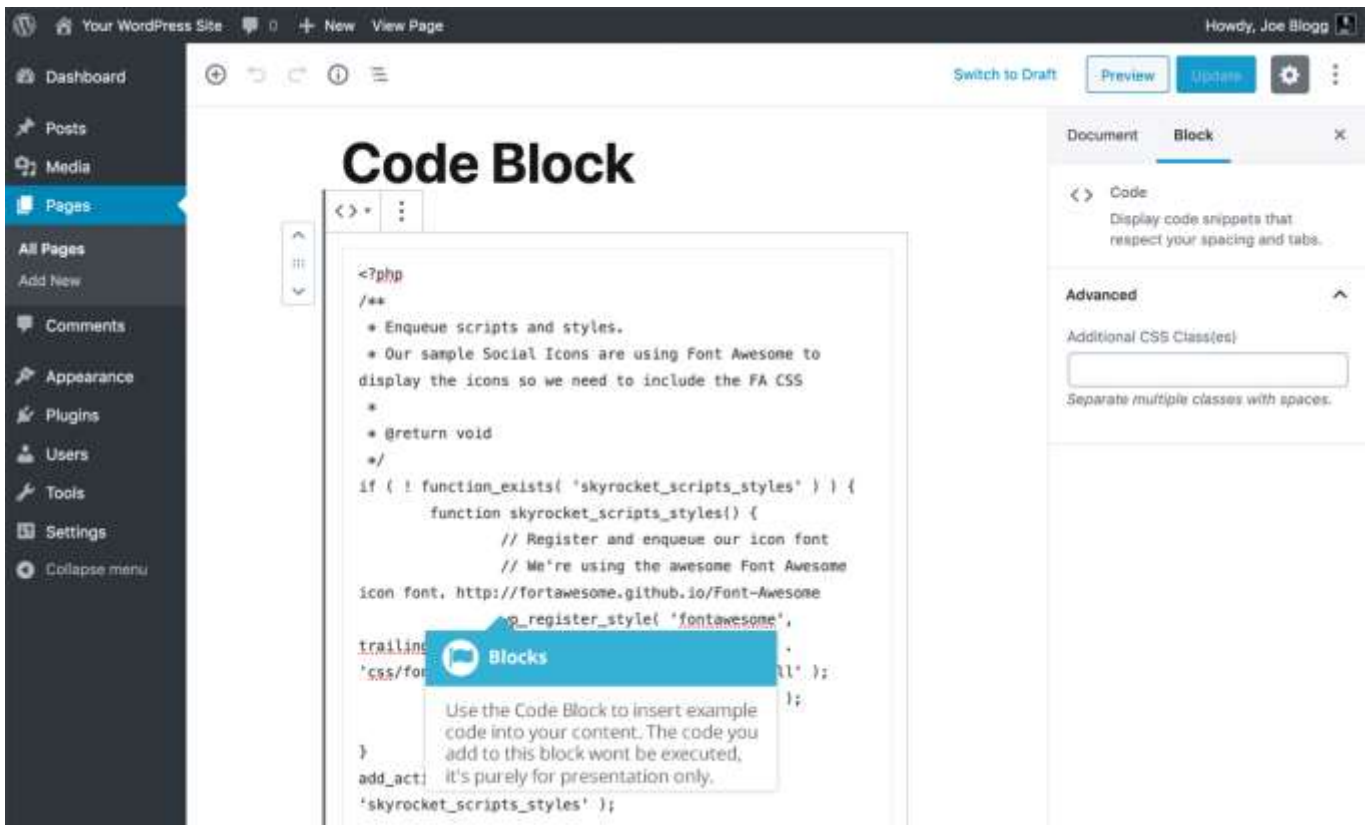 Your WordPress Site 0 + New View Page Howdy, Joe Blogg
Dashboard
Posts
Media
Pages
All Pages
Add New
Comments
Appearance
Plugins
Users
Tools
Settings
Collapse menu
Switch to Draft Preview Update
Code Block
<?php
/**
* Enqueue scripts and styles.
* Our sample Social Icons are using Font Awesome to
display the icons so we need to include the FA CSS
*
* @return void
*/
if ( ! function_exists( 'skyrocket_scripts_styles' ) ) {
function skyrocket_scripts_styles() {
// Register and enqueue our icon font
// We're using the awesome Font Awesome
icon font. http://fortawesome.github.io/Font-Awesome
p_register_style( 'fontawesome',
trailing .
'css/for ll' );
);
}
add_acti
'skyrocket_scripts_styles' );
Blocks
Use the Code Block to insert example
code into your content. The code you
add to this block wont be executed,
it's purely for presentation only.
Document Block ×
<> Code
Display code snippets that
respect your spacing and tabs.
Advanced
Additional CSS Class(es)
Separate multiple classes with spaces.